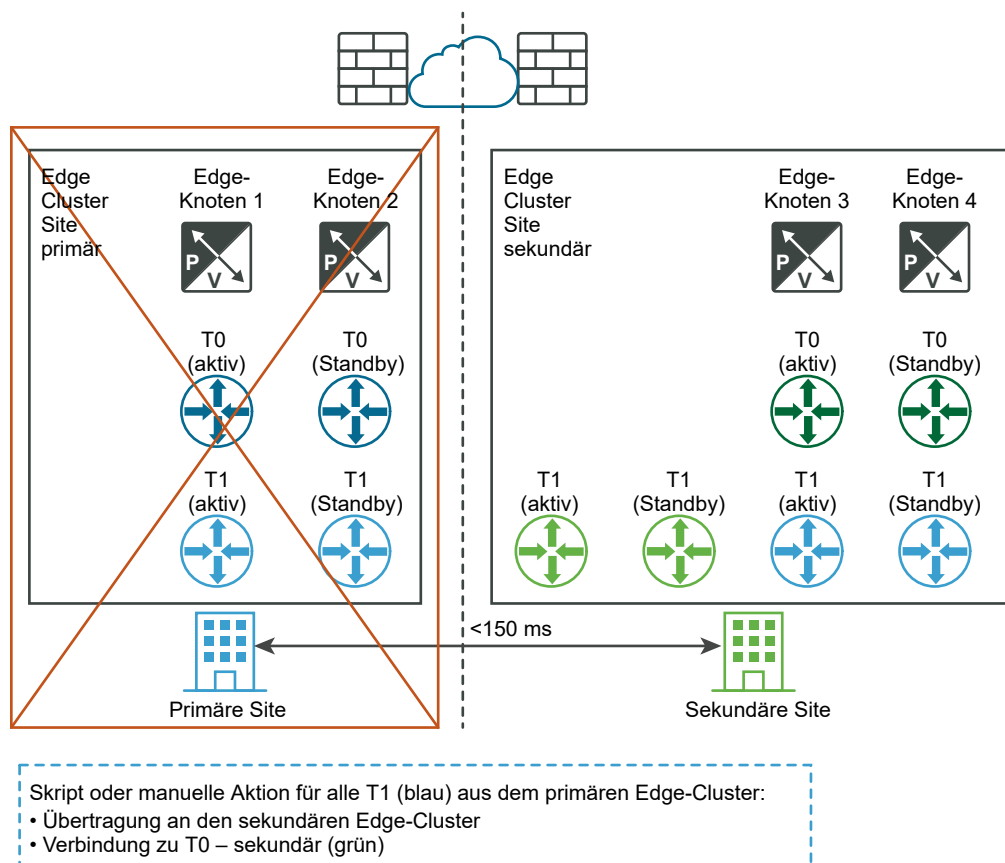 Edge
Cluster
Site
primär
Edge-
Knoten 1
Edge-
Knoten 2
P
V
P
V
T0
(aktiv)
T0
(Standby)
T1
(aktiv)
T1
(Standby)
Edge
Cluster
Site
sekundär
Edge-
Knoten 3
Edge-
Knoten 4
P
V
P
V
T0
(aktiv)
T0
(Standby)
T1
(aktiv)
T1
(Standby)
T1
(aktiv)
T1
(Standby)
<150 ms
Primäre Site
Sekundäre Site
Skript oder manuelle Aktion für alle T1 (blau) aus dem primären Edge-Cluster:
• Übertragung an den sekundären Edge-Cluster
• Verbindung zu T0 – sekundär (grün)